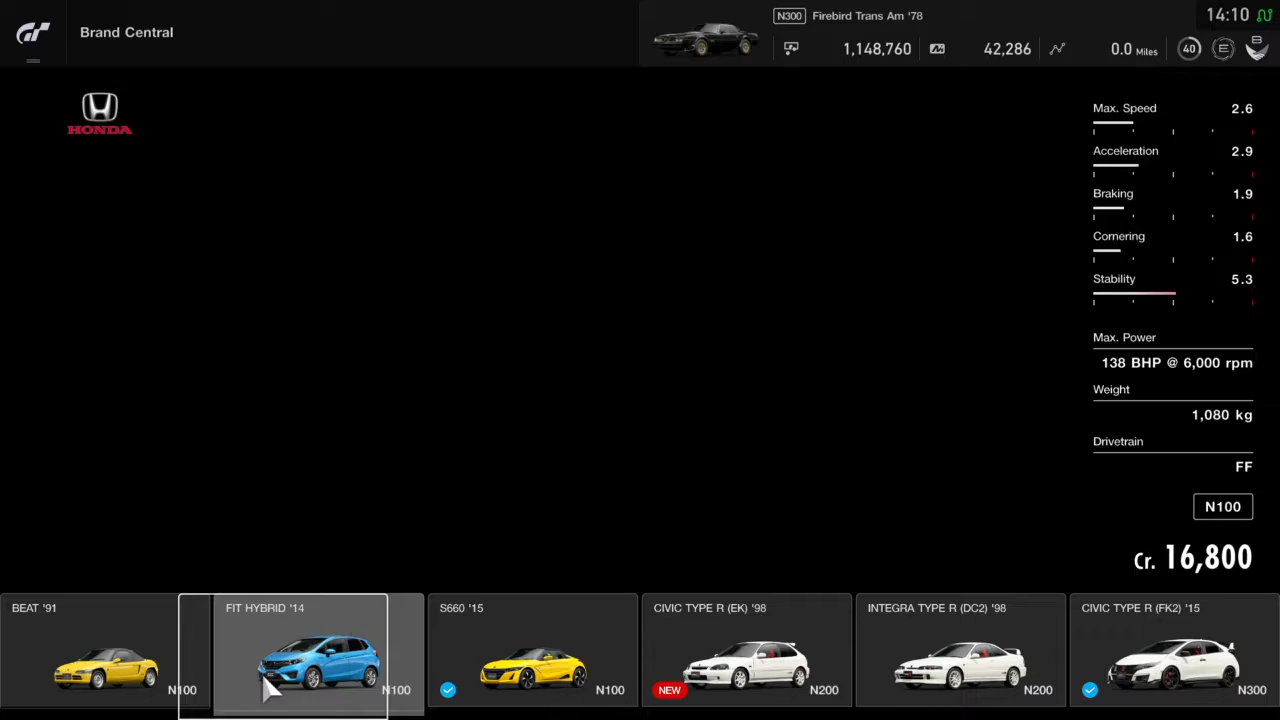 Brand Central
N300 Firebird Trans Am '78
14:10
1,148,760
42,286
0.0 Miles
40
E
B
HONDA
Max. Speed 2.6
Acceleration 2.9
Braking 1.9
Cornering 1.6
Stability 5.3
Max. Power
138 BHP @ 6,000 rpm
Weight
1,080 kg
Drivetrain
FF
N100
Cr. 16,800
BEAT '91
N100
FIT HYBRID '14
N100
S660 '15
N100
CIVIC TYPE R (EK) '98
NEW
N200
INTEGRA TYPE R (DC2) '98
N200
CIVIC TYPE R (FK2) '15
N300